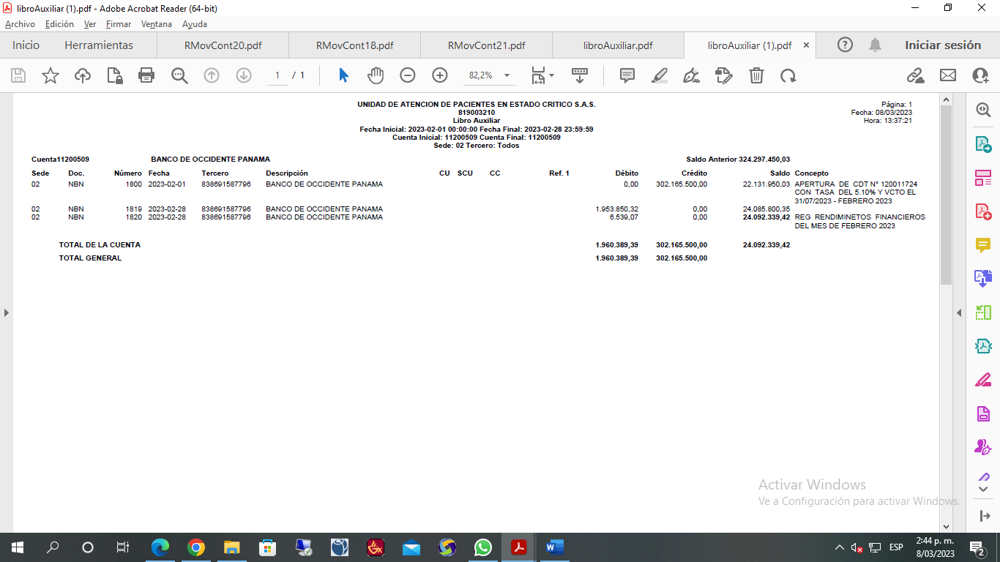 libroAuxiliar (1).pdf - Adobe Acrobat Reader (64-bit)
Archivo Edición Ver Firmar Ventana Ayuda
Inicio Herramientas RMovCont20.pdf RMovCont18.pdf RMovCont21.pdf libroAuxiliar.pdf libroAuxiliar (1).pdf × Iniciar sesión
1 / 1 82,2%
UNIDAD DE ATENCION DE PACIENTES EN ESTADO CRITICO S.A.S. Página: 1
819003210 Fecha: 08/03/2023
Libro Auxiliar Hora: 13:37:21
Fecha Inicial: 2023-02-01 00:00:00 Fecha Final: 2023-02-28 23:59:59
Cuenta Inicial: 11200509 Cuenta Final: 11200509
Sede: 02 Tercero: Todos
Cuenta11200509 BANCO DE OCCIDENTE PANAMA Saldo Anterior 324.297.450,03
Sede Doc. Número Fecha Tercero Descripción CU SCU CC Ref. 1 Débito Crédito Saldo Concepto
02 NBN 1800 2023-02-01 838691587796 BANCO DE OCCIDENTE PANAMA 0,00 302.165.500,00 22.131.950,03 APERTURA DE CDT N° 120011724
CON TASA DEL 5.10% Y VCTO EL
31/07/2023 - FEBRERO 2023
02 NBN 1819 2023-02-28 838691587796 BANCO DE OCCIDENTE PANAMA 1.953.850,32 0,00 24.085.800,35
02 NBN 1820 2023-02-28 838691587796 BANCO DE OCCIDENTE PANAMA 6.539,07 0,00 24.092.339,42 REG RENDIMINETOS FINANCIEROS
DEL MES DE FEBRERO 2023
TOTAL DE LA CUENTA 1.960.389,39 302.165.500,00 24.092.339,42
TOTAL GENERAL 1.960.389,39 302.165.500,00
Activar Windows
Ve a Configuración para activar Windows.
ESP 2:44 p. m.
8/03/2023 2